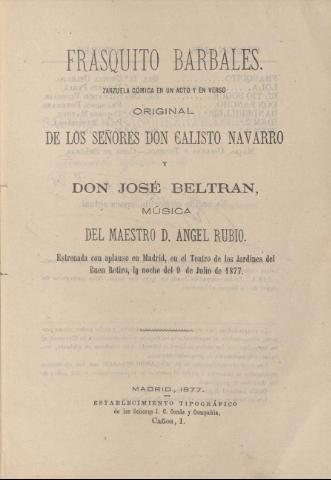 FRASQUITO BARBALES.
ZARZUELA CÓMICA EN UN ACTO Y EN VERSO
ORIGINAL
DE LOS SEÑORES DON CALISTO NAVARRO
Y
DON JOSÉ BELTRAN,
MÚSICA
DEL MAESTRO D. ANGEL RUBIO.
Estrenada con aplauso en Madrid, en el Teatro de los Jardines del
Buen Retiro, la noche del 9 de Julio de 1877.
MADRID, 1877.
ESTABLECIMIENTO TIPOGRÁFICO
de los Señores J. C. Conde y Compañía,
Caños, 1.